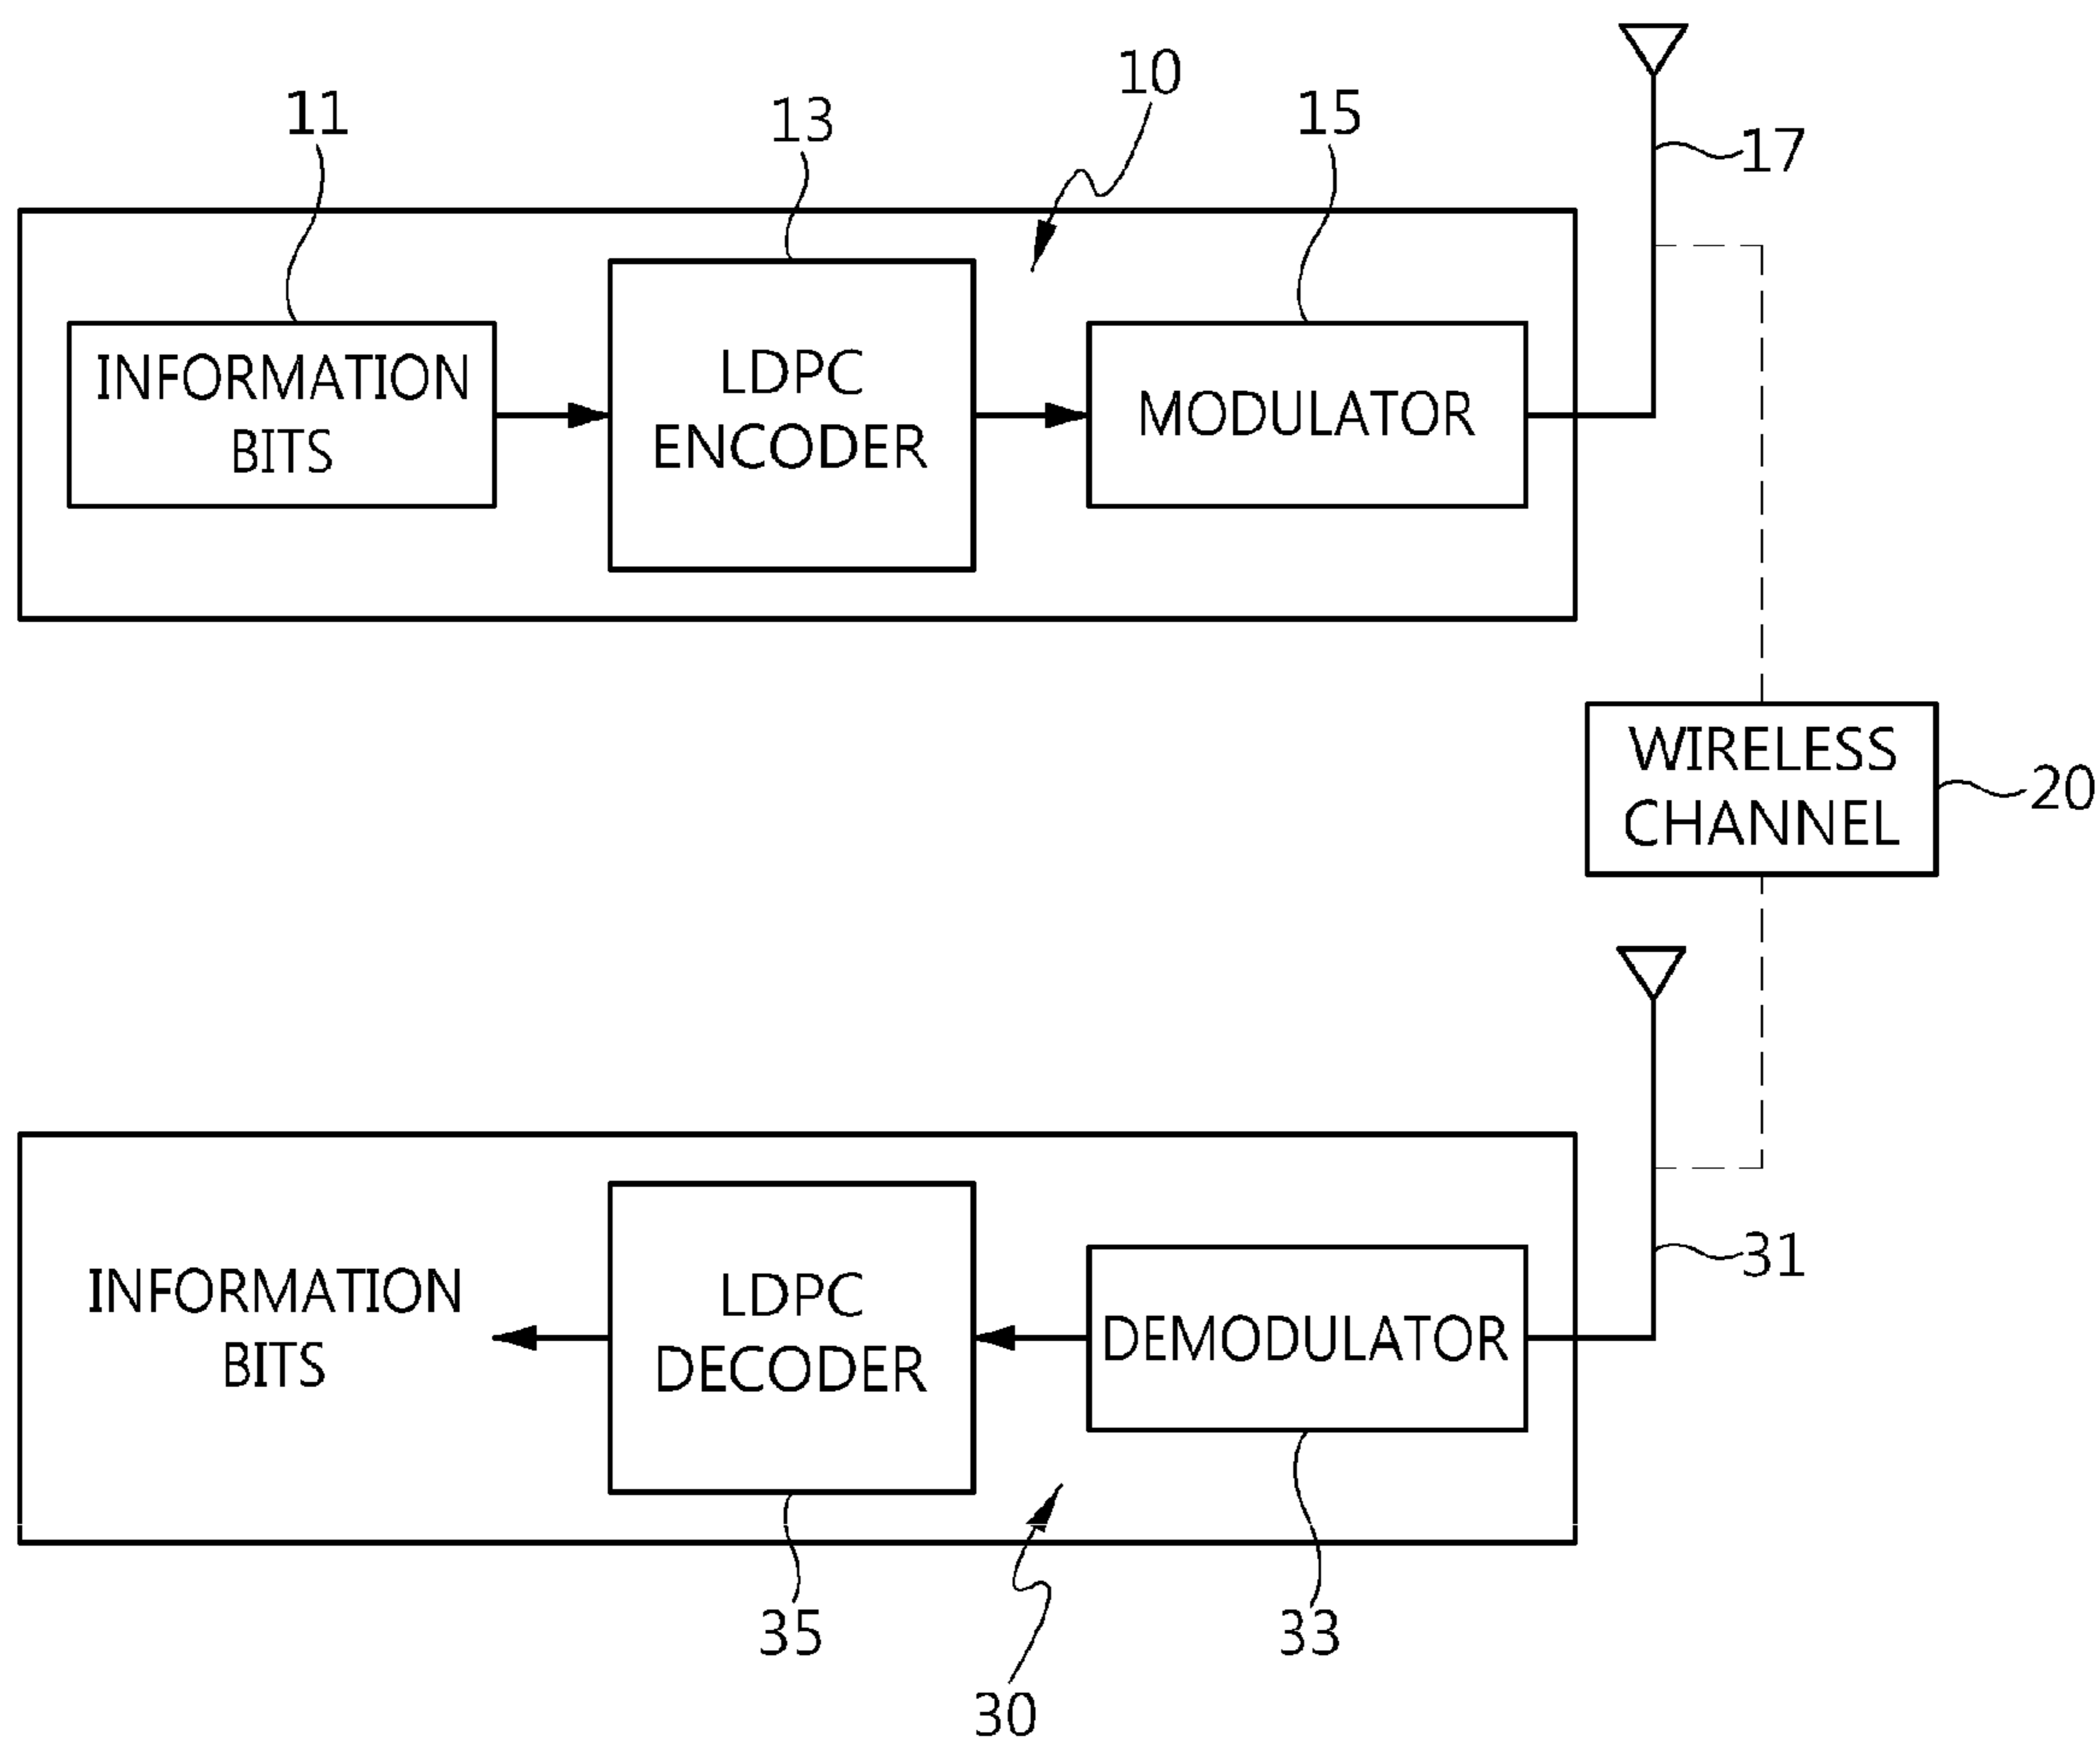 10
11
13
15
17
INFORMATION
BITS
LDPC
ENCODER
MODULATOR
WIRELESS
CHANNEL
20
31
INFORMATION
BITS
LDPC
DECODER
DEMODULATOR
35
33
30